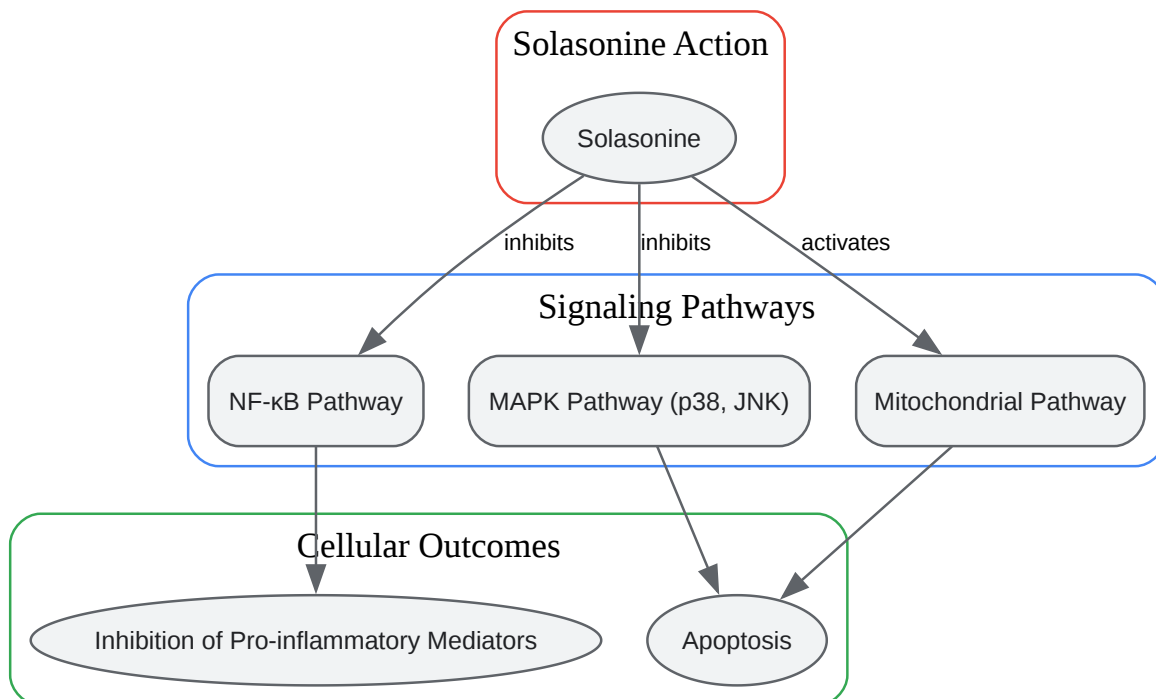 Solasonine Action
Solasonine
inhibits
inhibits
activates
Signaling Pathways
NF-κB Pathway
MAPK Pathway (p38, JNK)
Mitochondrial Pathway
Cellular Outcomes
Inhibition of Pro-inflammatory Mediators
Apoptosis